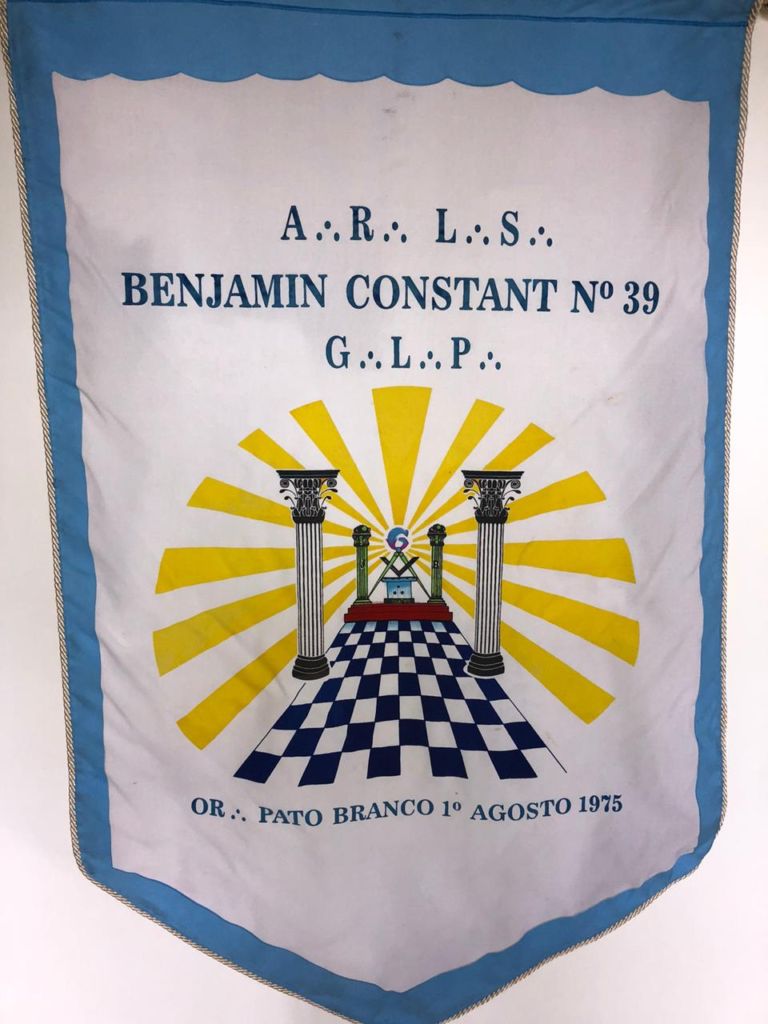 A∴R∴ L∴S∴
BENJAMIN CONSTANT Nº 39
G∴L∴P∴
G
J B
OR∴ PATO BRANCO 1º AGOSTO 1975